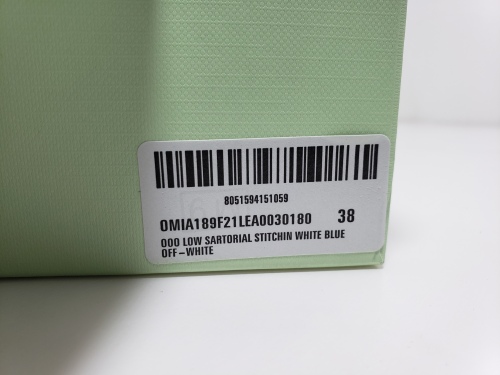 8051594151059
OMIA189F21LEA0030180 38
OOO LOW SARTORIAL STITCHIN WHITE BLUE
OFF-WHITE